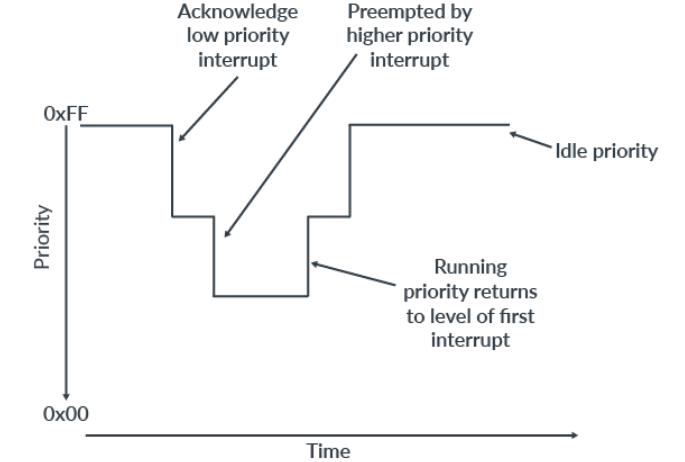 Acknowledge
low priority
interrupt
Preempted by
higher priority
interrupt
0xFF
Idle priority
Priority
Running
priority returns
to level of first
interrupt
0x00
Time